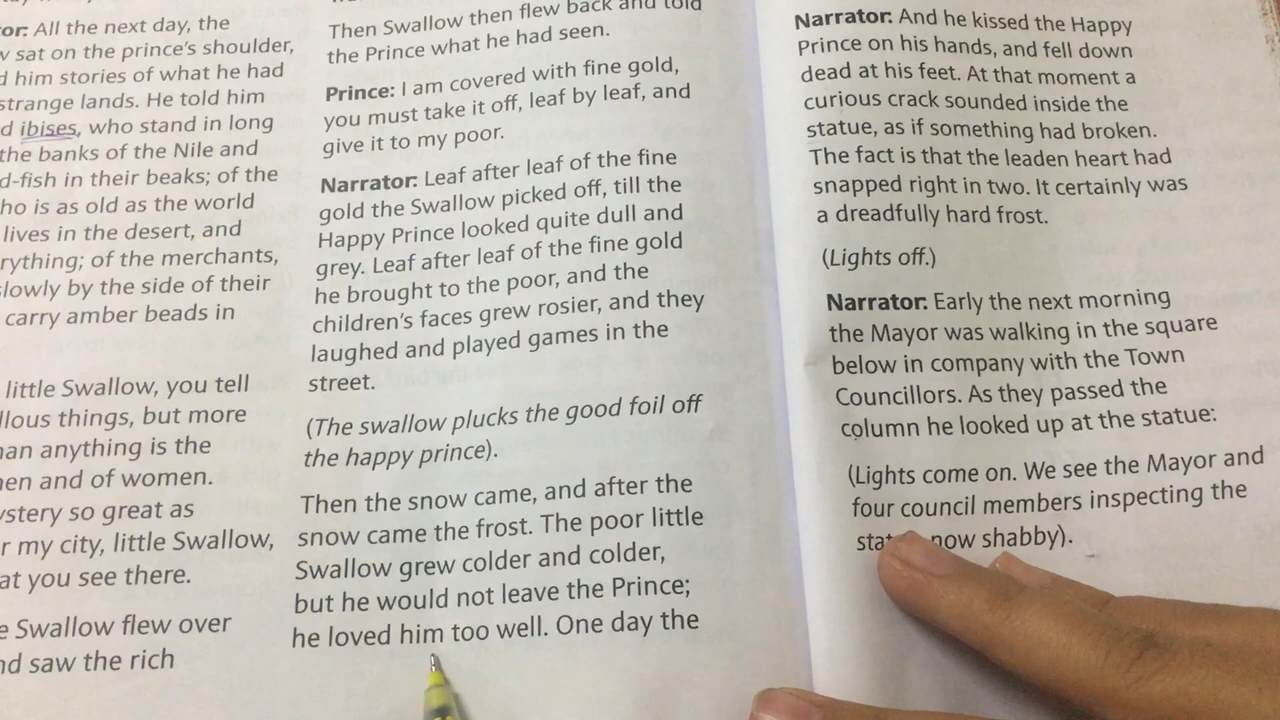 or: All the next day, the
w sat on the prince's shoulder,
d him stories of what he had
strange lands. He told him
d ibises, who stand in long
the banks of the Nile and
d-fish in their beaks; of the
ho is as old as the world
lives in the desert, and
rything; of the merchants,
slowly by the side of their
carry amber beads in
little Swallow, you tell
llous things, but more
an anything is the
en and of women.
ystery so great as
r my city, little Swallow,
at you see there.
e Swallow flew over
nd saw the rich
Then Swallow then flew back and told
the Prince what he had seen.
Prince: I am covered with fine gold,
you must take it off, leaf by leaf, and
give it to my poor.
Narrator: Leaf after leaf of the fine
gold the Swallow picked off, till the
Happy Prince looked quite dull and
grey. Leaf after leaf of the fine gold
he brought to the poor, and the
children's faces grew rosier, and they
laughed and played games in the
street.
(The swallow plucks the good foil off
the happy prince).
Then the snow came, and after the
snow came the frost. The poor little
Swallow grew colder and colder,
but he would not leave the Prince;
he loved him too well. One day the
Narrator: And he kissed the Happy
Prince on his hands, and fell down
dead at his feet. At that moment a
curious crack sounded inside the
statue, as if something had broken.
The fact is that the leaden heart had
snapped right in two. It certainly was
a dreadfully hard frost.
(Lights off.)
Narrator: Early the next morning
the Mayor was walking in the square
below in company with the Town
Councillors. As they passed the
column he looked up at the statue:
(Lights come on. We see the Mayor and
four council members inspecting the
now shabby).